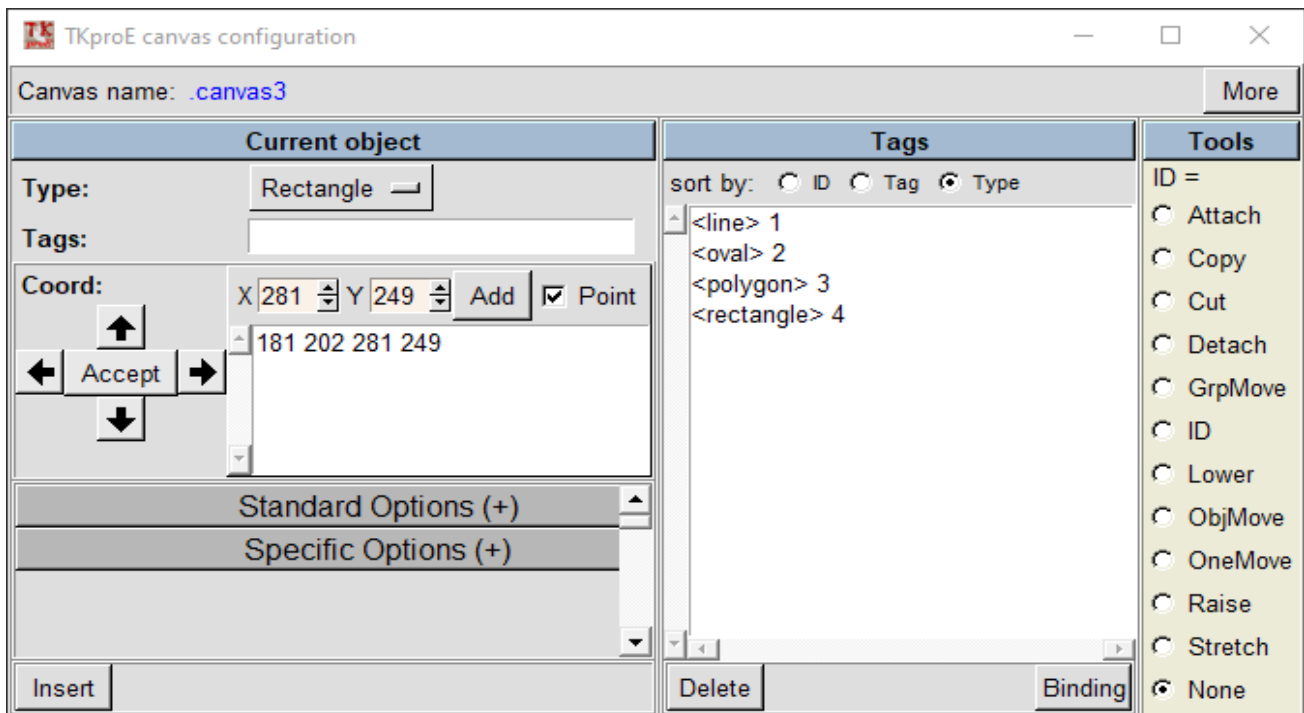 TKproE canvas configuration
Canvas name: .canvas3 More
Current object
Type: Rectangle
Tags:
Coord:
X 281 Y 249 Add Point
181 202 281 249
Accept
Standard Options (+)
Specific Options (+)
Insert
Tags
sort by: ID Tag Type
<line> 1
<oval> 2
<polygon> 3
<rectangle> 4
Delete Binding
Tools
ID =
Attach
Copy
Cut
Detach
GrpMove
ID
Lower
ObjMove
OneMove
Raise
Stretch
None